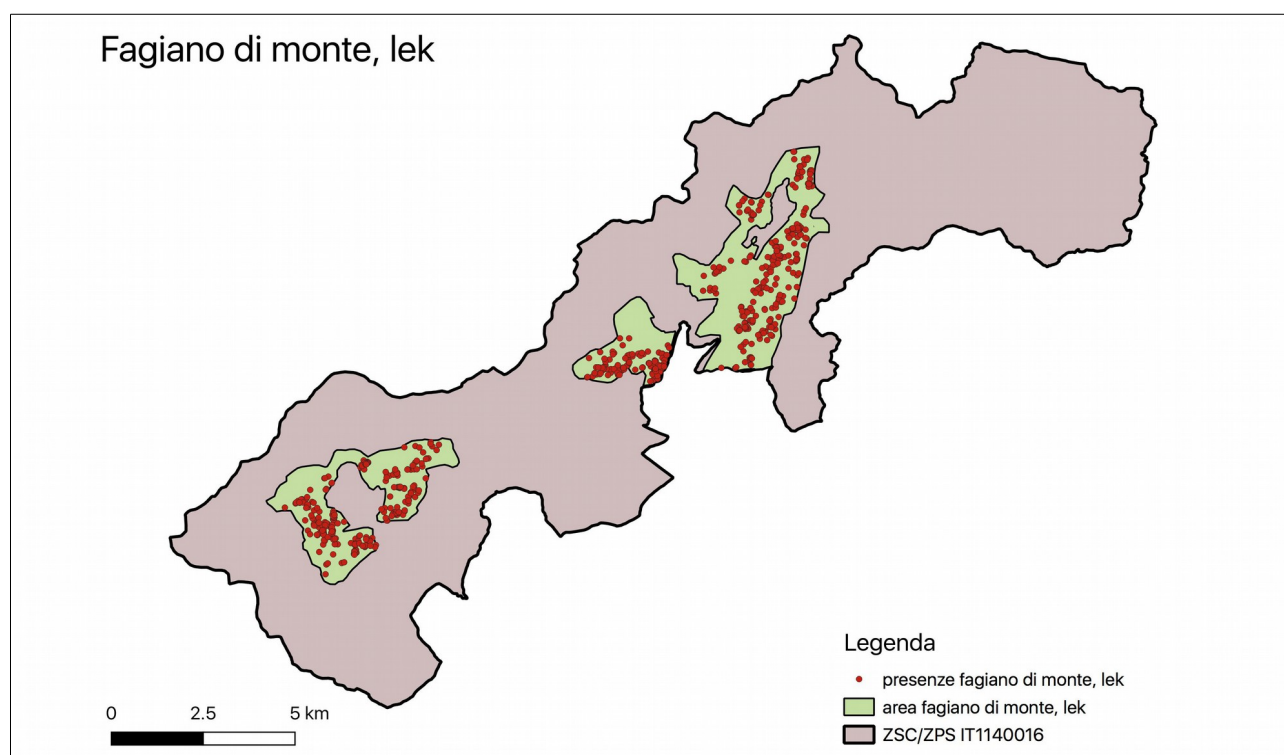 Fagiano di monte, lek
Legenda
presenze fagiano di monte, lek
area fagiano di monte, lek
ZSC/ZPS IT1140016
0 2.5 5 km